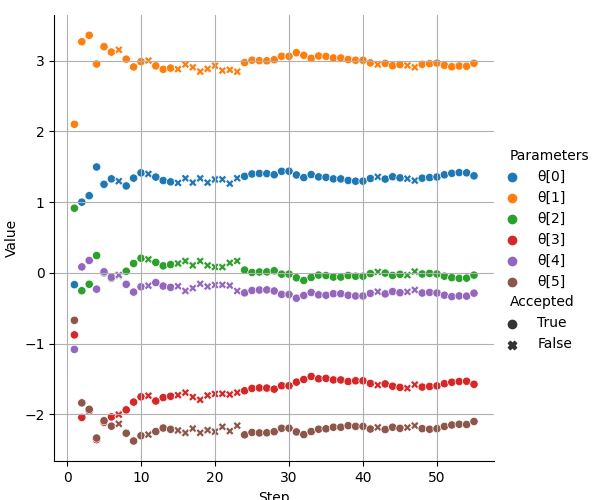 3
2
1
0
−1
−2
0
10
20
30
40
50
Value
Step
Parameters
θ[0]
θ[1]
θ[2]
θ[3]
θ[4]
θ[5]
Accepted
True
False